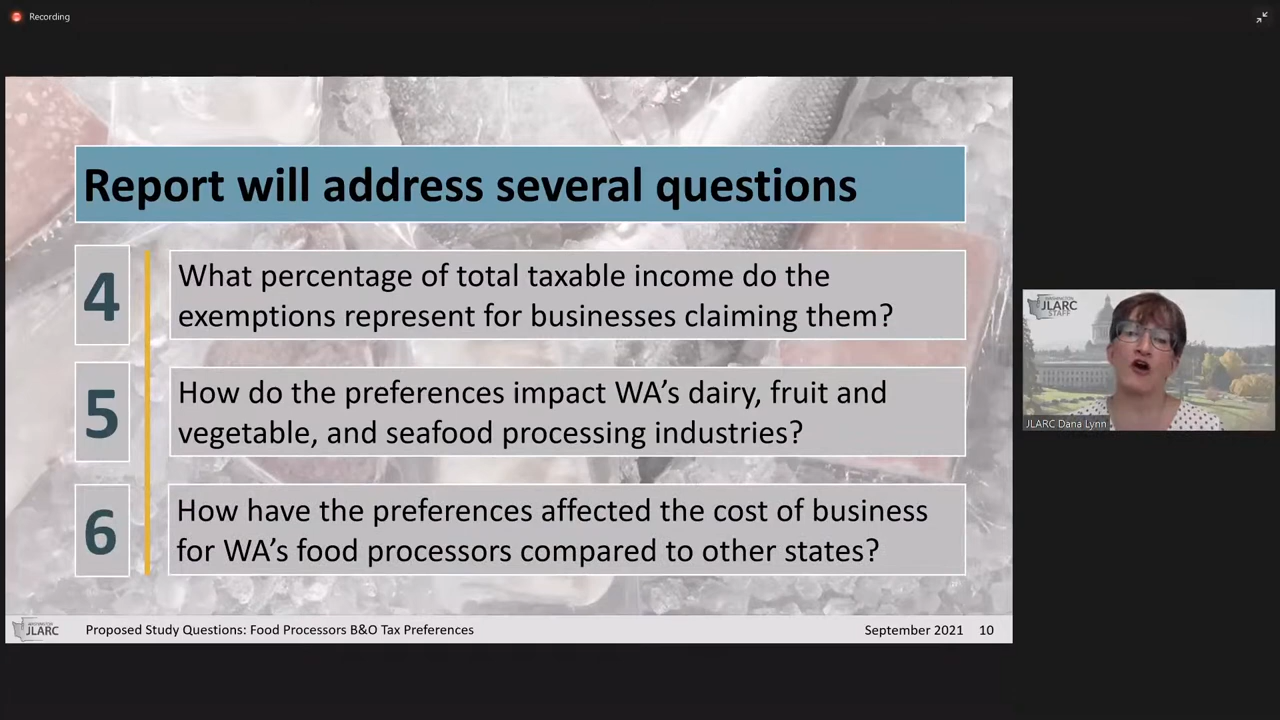 Recording
Report will address several questions
4
What percentage of total taxable income do the
exemptions represent for businesses claiming them?
5
How do the preferences impact WA's dairy, fruit and
vegetable, and seafood processing industries?
6
How have the preferences affected the cost of business
for WA's food processors compared to other states?
WASHINGTON
JLARC
Proposed Study Questions: Food Processors B&O Tax Preferences
September 2021 10
WASHINGTON
JLARC
STAFF
JLARC Dana Lynn